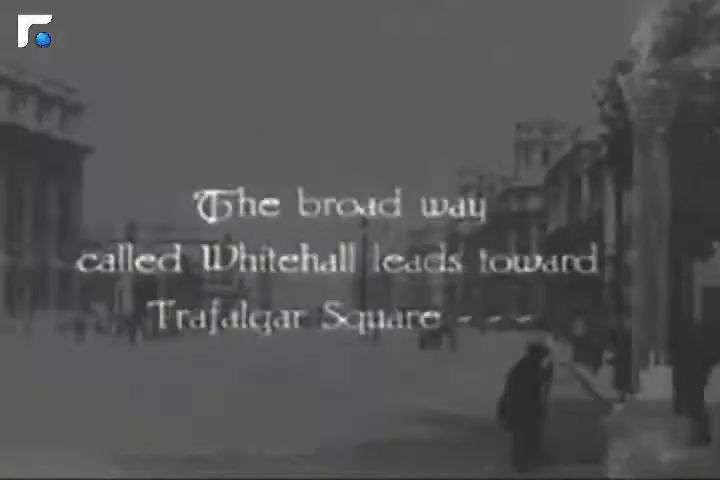 The broad way
called Whitehall leads toward
Trafalgar Square - - - -